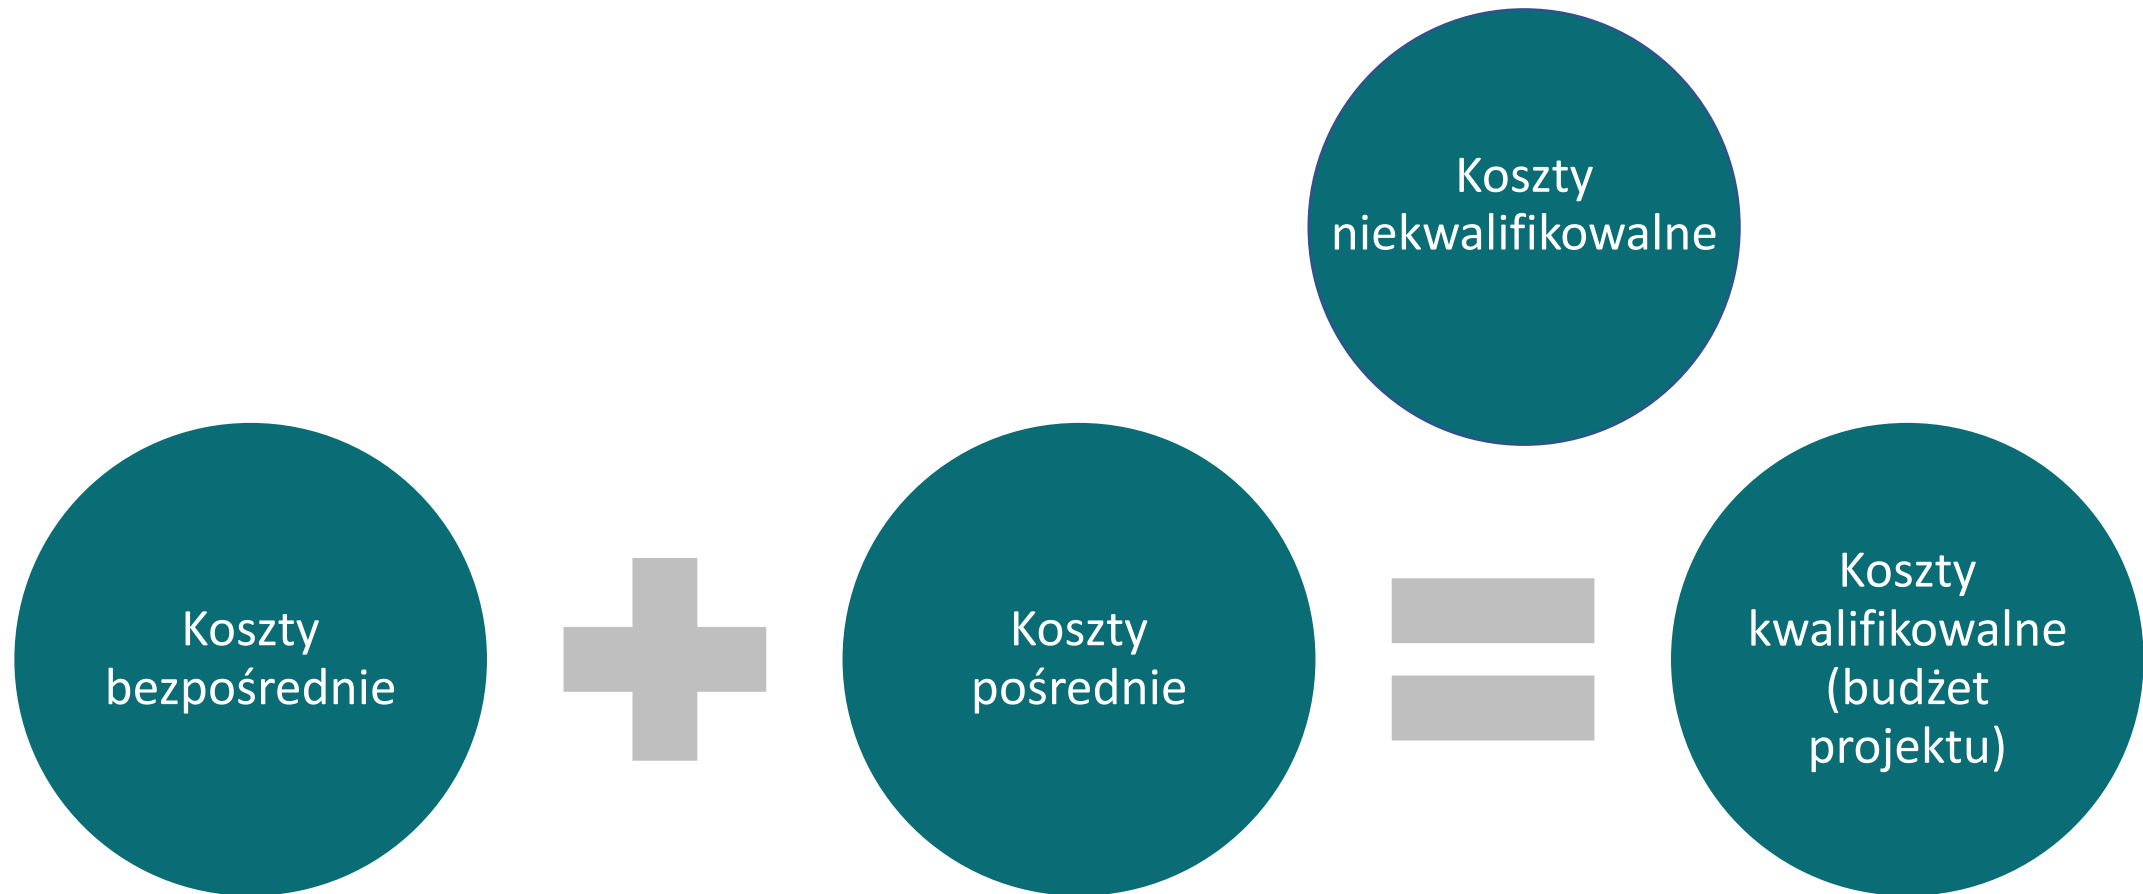 Koszty
niekwalifikowalne
Koszty
bezpośrednie
Koszty
pośrednie
Koszty
kwalifikowalne
(budżet
projektu)